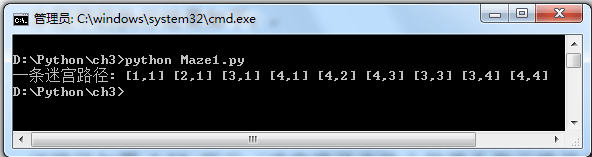 管理员: C:\windows\system32\cmd.exe
D:\Python\ch3>python Maze1.py
一条迷宫路径: [1,1] [2,1] [3,1] [4,1] [4,2] [4,3] [3,3] [3,4] [4,4]
D:\Python\ch3>